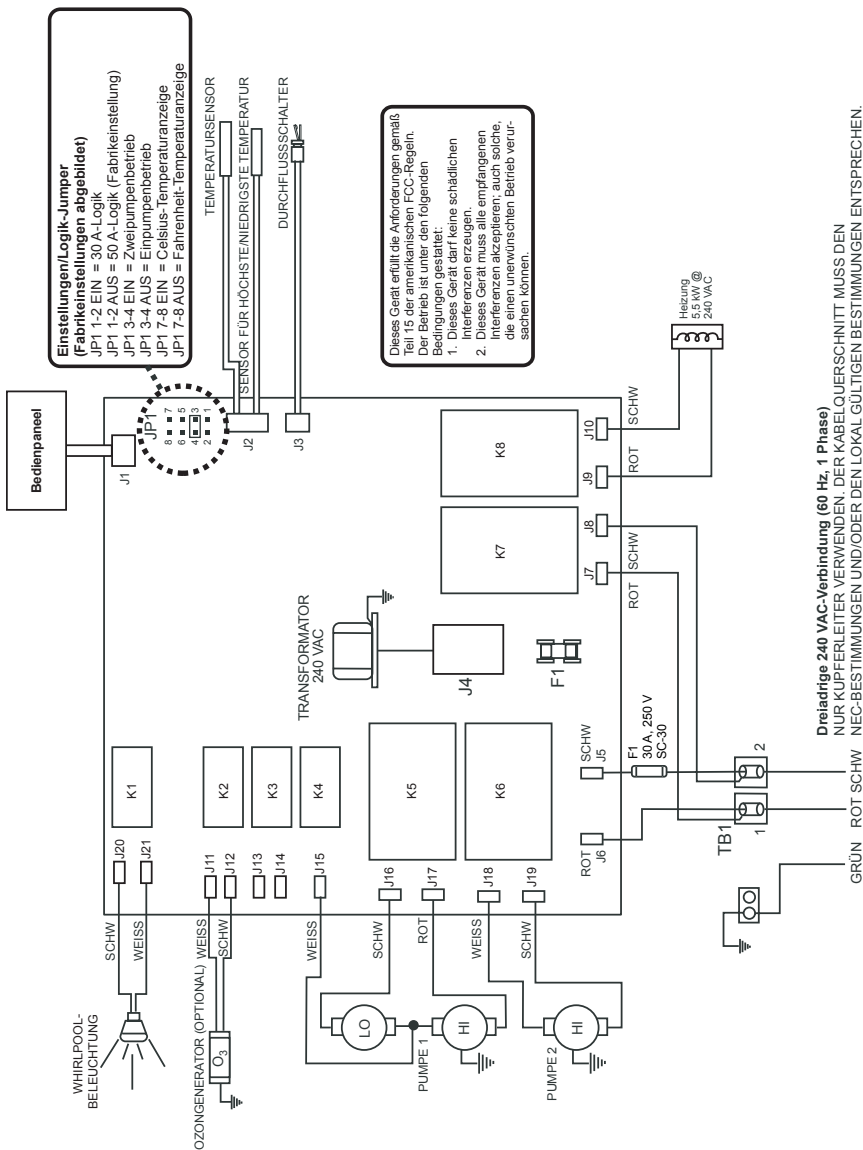 Bedienpaneel
Einstellungen/Logik-Jumper
(Fabrikeinstellungen abgebildet)
JP1 1-2 EIN = 30 A-Logik
JP1 1-2 AUS = 50 A-Logik (Fabrikeinstellung)
JP1 3-4 EIN = Zweipumpenbetrieb
JP1 3-4 AUS = Einpumpenbetrieb
JP1 7-8 EIN = Celsius-Temperaturanzeige
JP1 7-8 AUS = Fahrenheit-Temperaturanzeige
J1
JP1
8 7
6 5
4 3
2 1
TEMPERATURSENSOR
SENSOR FÜR HÖCHSTE/NIEDRIGSTE TEMPERATUR
J2
DURCHFLUSSSCHALTER
J3
Dieses Gerät erfüllt die Anforderungen gemäß
Teil 15 der amerikanischen FCC-Regeln.
Der Betrieb ist unter den folgenden
Bedingungen gestattet:
1. Dieses Gerät darf keine schädlichen
Interferenzen erzeugen.
2. Dieses Gerät muss alle empfangenen
Interferenzen akzeptieren; auch solche,
die einen unerwünschten Betrieb verur-
sachen können.
WHIRLPOOL-
BELEUCHTUNG
SCHW
WEISS
J20
J21
K1
OZONGENERATOR (OPTIONAL)
O3
WEISS
SCHW
J11
J12
K2
J13
J14
K3
WEISS
J15
K4
TRANSFORMATOR
240 VAC
J4
F1
LO
HI
PUMPE 1
SCHW
J16
ROT
J17
K5
HI
PUMPE 2
WEISS
J18
SCHW
J19
K6
K7
K8
ROT
J6
J5
SCHW
F1
30 A, 250 V
SC-30
J7
ROT
J8
SCHW
J9
ROT
J10
SCHW
Heizung
5,5 kW @
240 VAC
TB1
1
2
GRÜN
ROT
SCHW
Dreiadrige 240 VAC-Verbindung (60 Hz, 1 Phase)
NUR KUPFERLEITER VERWENDEN. DER KABELQUERSCHNITT MUSS DEN
NEC-BESTIMMUNGEN UND/ODER DEN LOKAL GÜLTIGEN BESTIMMUNGEN ENTSPRECHEN.